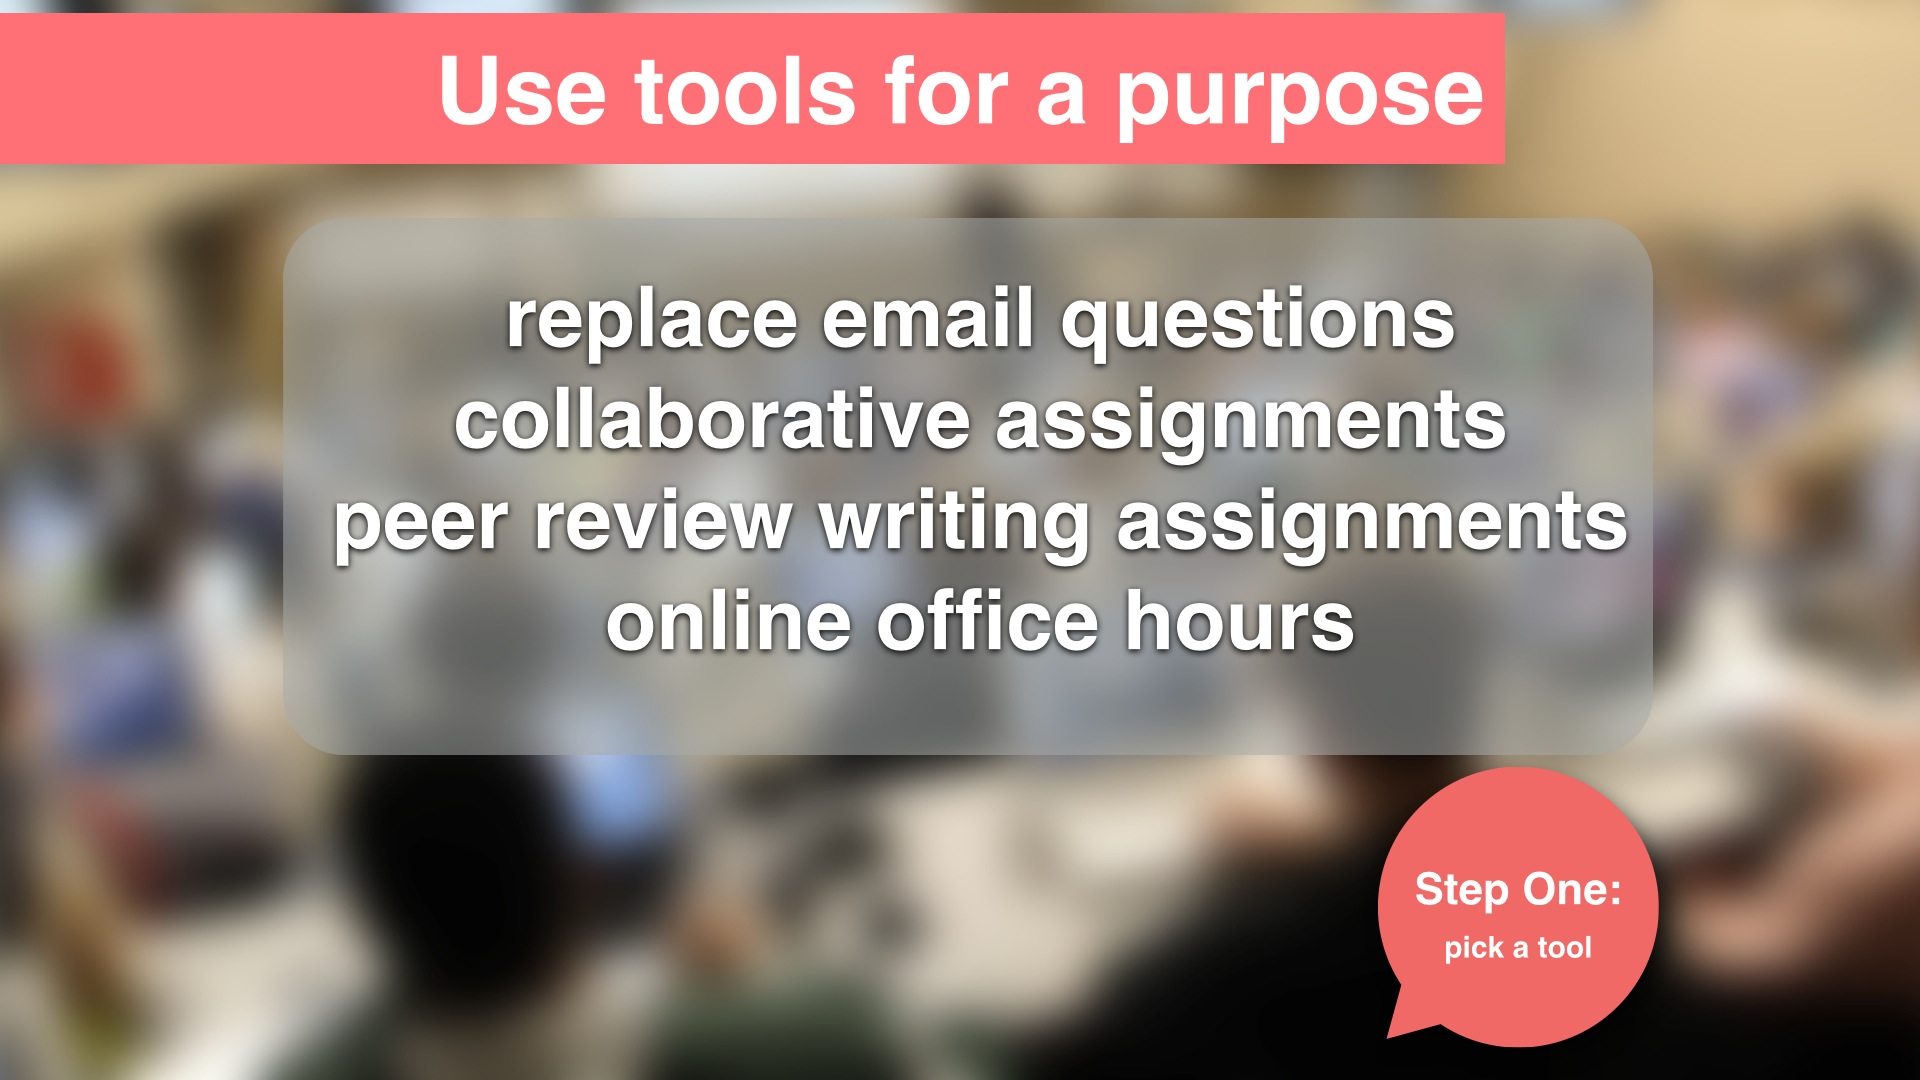 Use tools for a purpose
replace email questions
collaborative assignments
peer review writing assignments
online office hours
Step One:
pick a tool